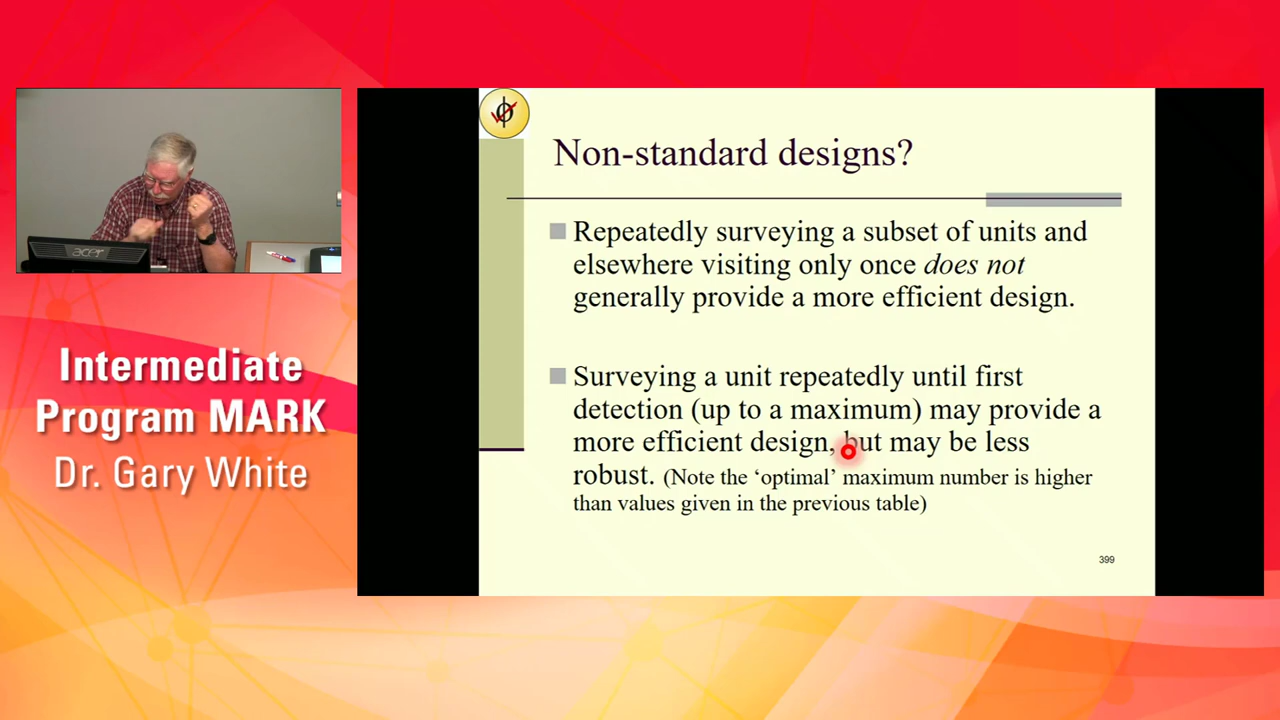 acer
Intermediate
Program MARK
Dr. Gary White
Non-standard designs?
Repeatedly surveying a subset of units and
elsewhere visiting only once does not
generally provide a more efficient design.
Surveying a unit repeatedly until first
detection (up to a maximum) may provide a
more efficient design, but may be less
robust. (Note the ‘optimal’ maximum number is higher
than values given in the previous table)
399